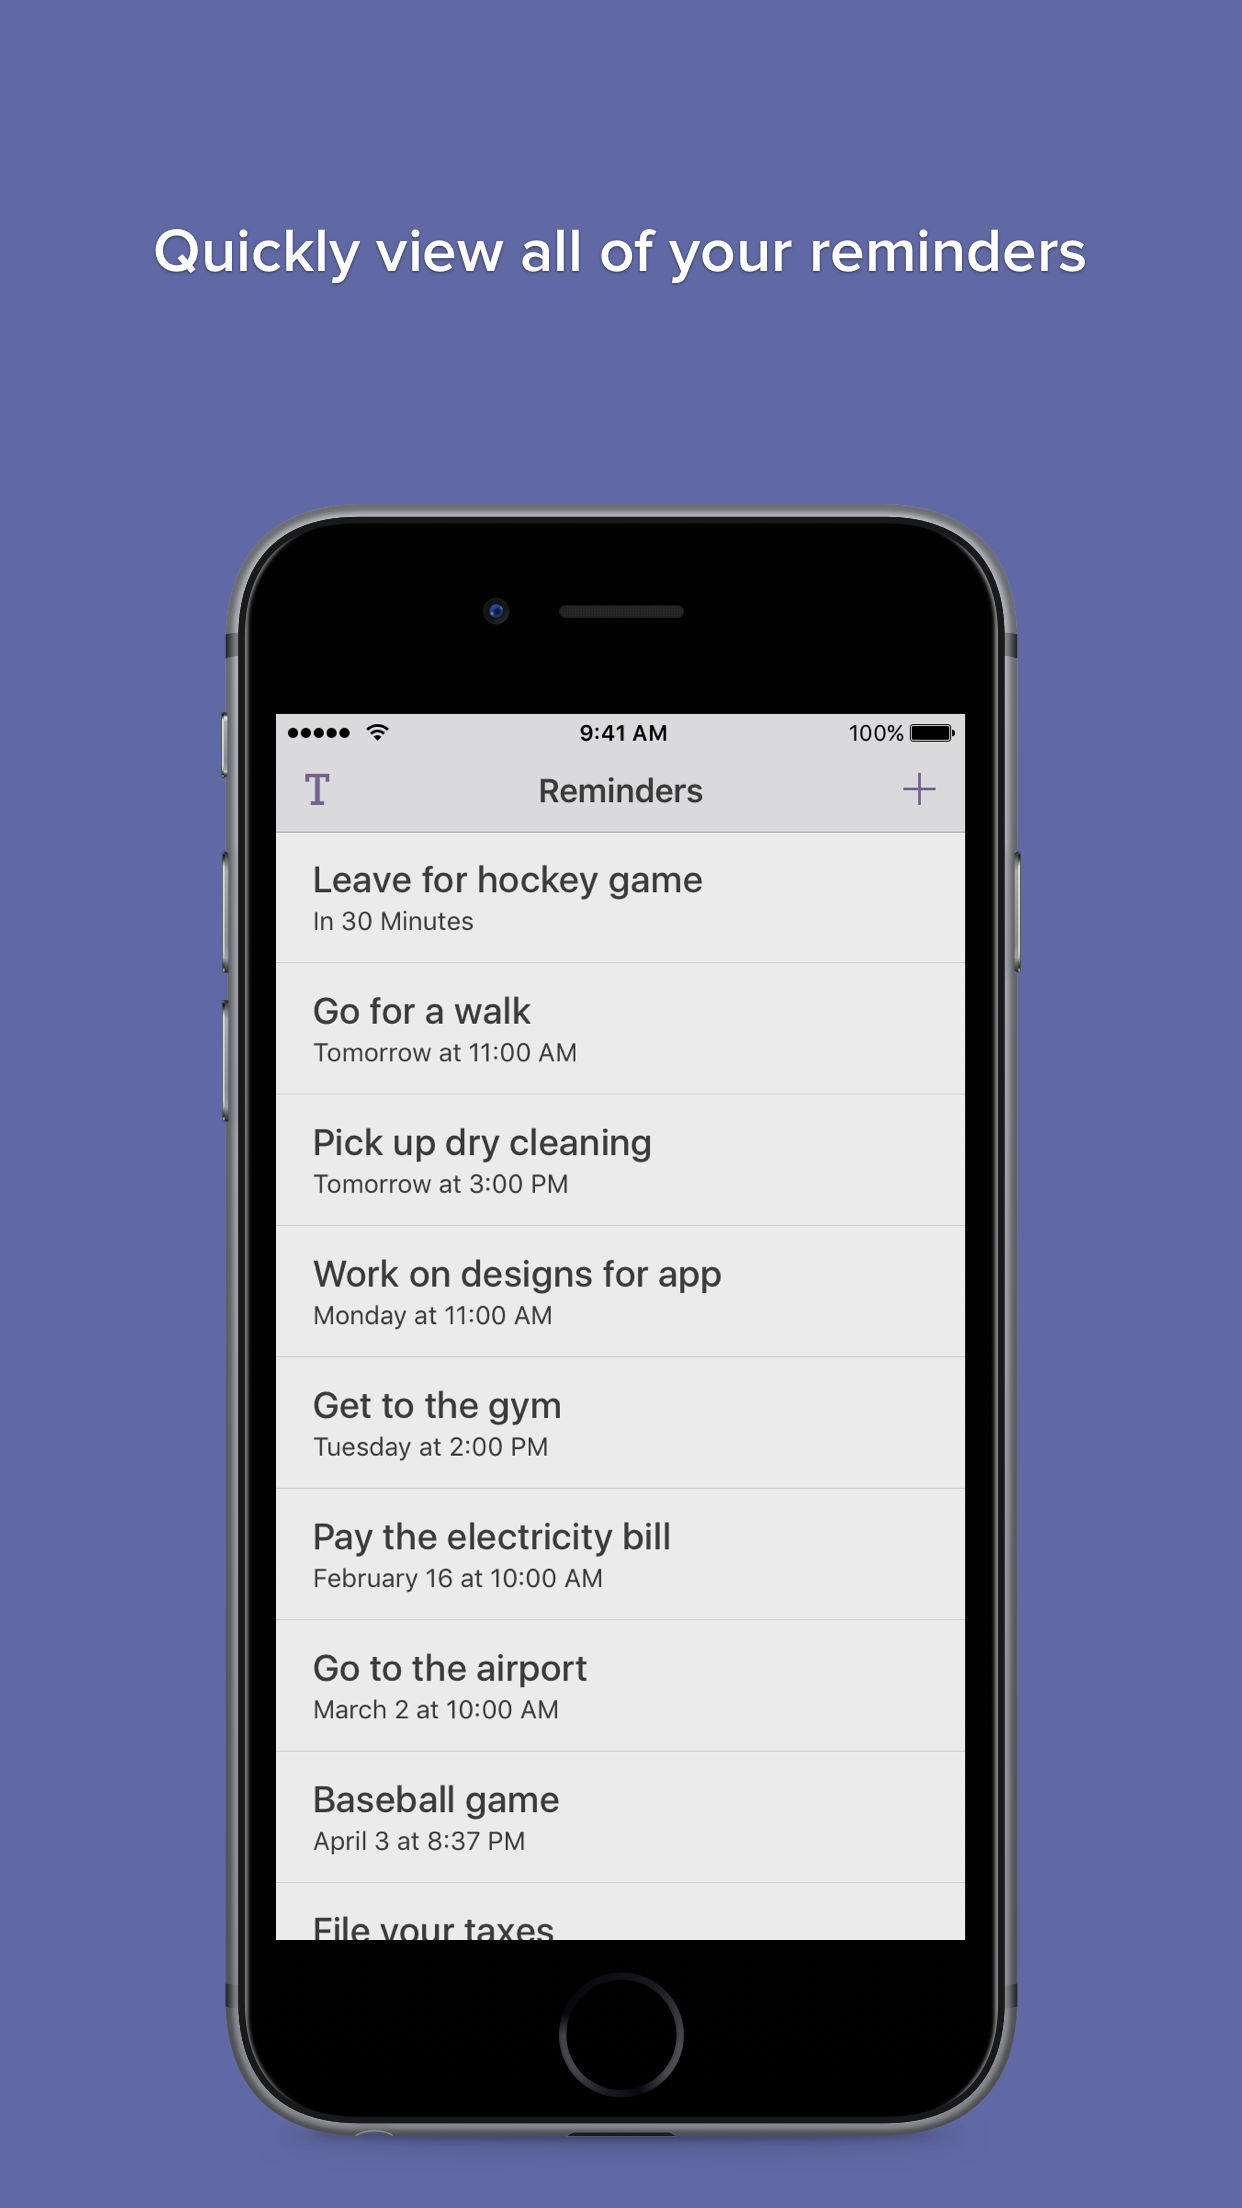 Quickly view all of your reminders
9:41 AM
100%
T
Reminders
Leave for hockey game
In 30 Minutes
Go for a walk
Tomorrow at 11:00 AM
Pick up dry cleaning
Tomorrow at 3:00 PM
Work on designs for app
Monday at 11:00 AM
Get to the gym
Tuesday at 2:00 PM
Pay the electricity bill
February 16 at 10:00 AM
Go to the airport
March 2 at 10:00 AM
Baseball game
April 3 at 8:37 PM
File your taxes